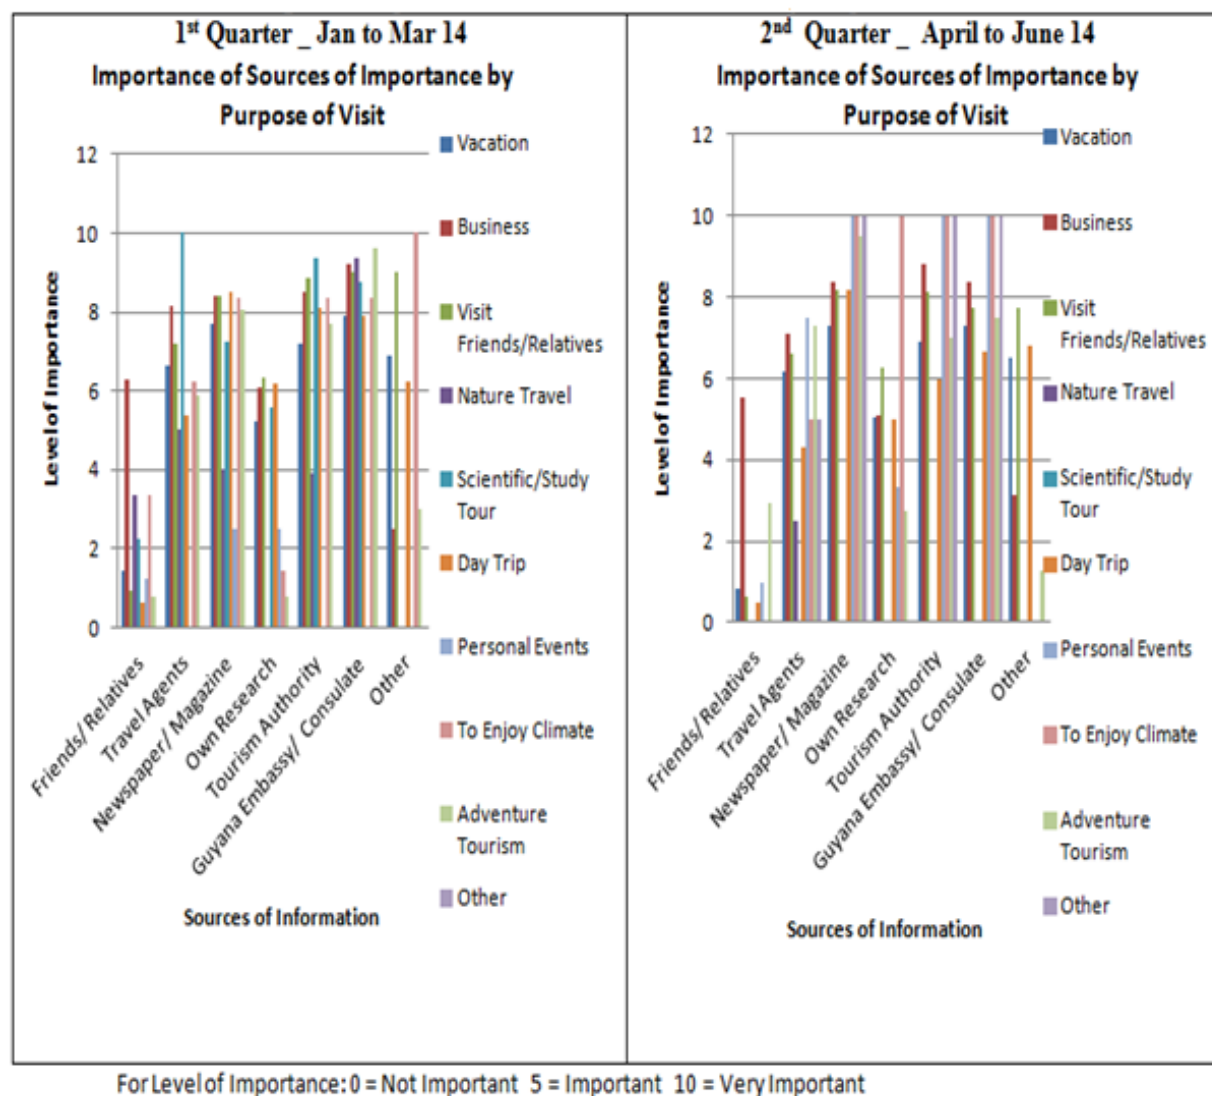 1st Quarter _ Jan to Mar 14
Importance of Sources of Importance by
Purpose of Visit
12
10
8
6
4
2
0
Level of Importance
Friends/Relatives
Travel Agents
Newspaper/ Magazine
Own Research
Tourism Authority
Guyana Embassy/ Consulate
Other
Sources of Information
Vacation
Business
Visit
Friends/Relatives
Nature Travel
Scientific/Study
Tour
Day Trip
Personal Events
To Enjoy Climate
Adventure
Tourism
Other
2nd Quarter _ April to June 14
Importance of Sources of Importance by
Purpose of Visit
12
10
8
6
4
2
0
Level of Importance
Friends/Relatives
Travel Agents
Newspaper/ Magazine
Own Research
Tourism Authority
Guyana Embassy/ Consulate
Other
Sources of Information
Vacation
Business
Visit
Friends/Relatives
Nature Travel
Scientific/Study
Tour
Day Trip
Personal Events
To Enjoy Climate
Adventure
Tourism
Other
For Level of Importance: 0 = Not Important 5 = Important 10 = Very Important